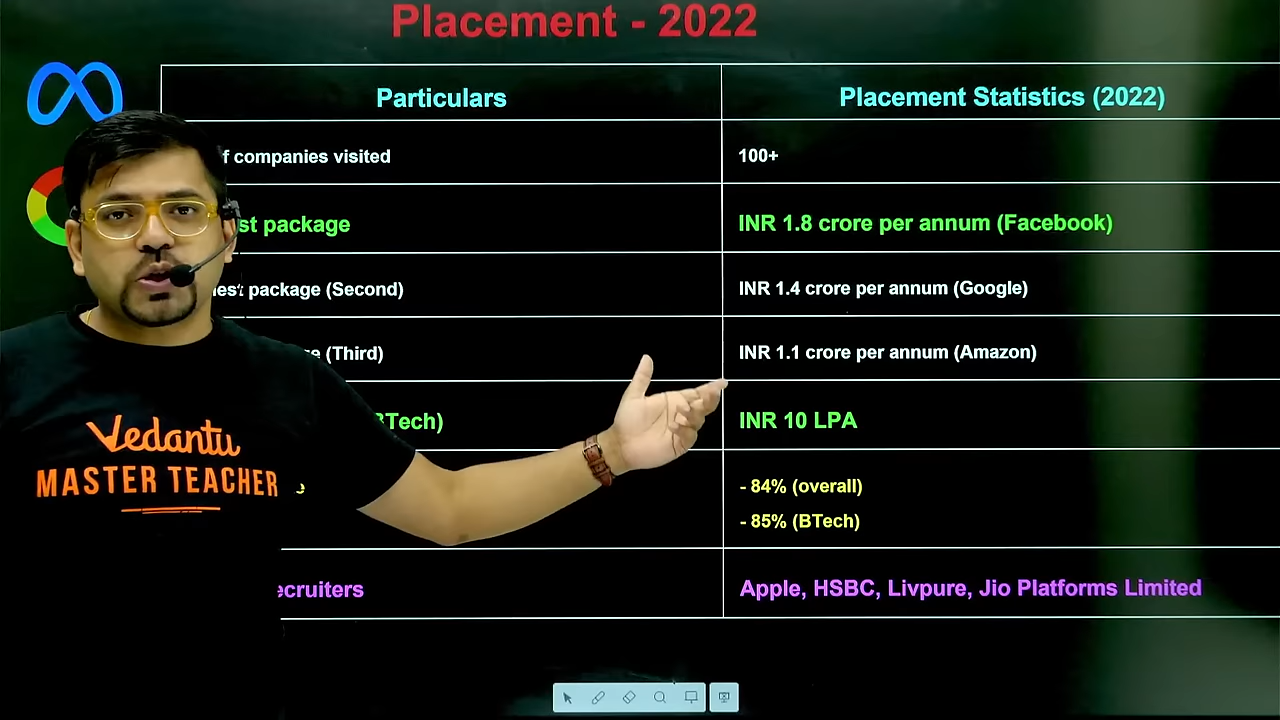 Placement - 2022
Particulars
Placement Statistics (2022)
f companies visited
100+
st package
INR 1.8 crore per annum (Facebook)
est package (Second)
INR 1.4 crore per annum (Google)
e (Third)
INR 1.1 crore per annum (Amazon)
BTech)
INR 10 LPA
e
- 84% (overall)
- 85% (BTech)
ecruiters
Apple, HSBC, Livpure, Jio Platforms Limited
Vedantu
MASTER TEACHER